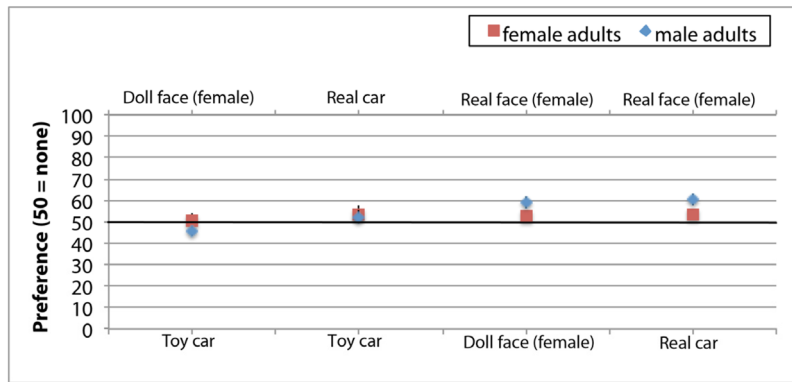 female adults male adults
Doll face (female) Real car Real face (female) Real face (female)
Preference (50 = none)
100
90
80
70
60
50
40
30
20
10
0
Toy car Toy car Doll face (female) Real car